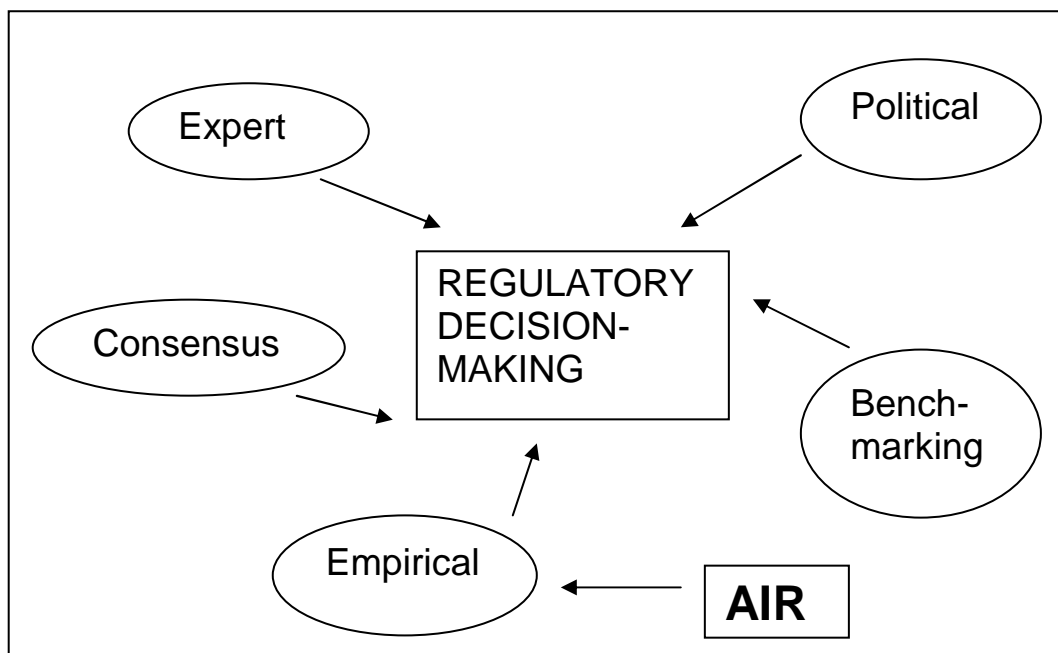 Expert
Political
REGULATORY
DECISION-
MAKING
Consensus
Bench-
marking
Empirical
AIR